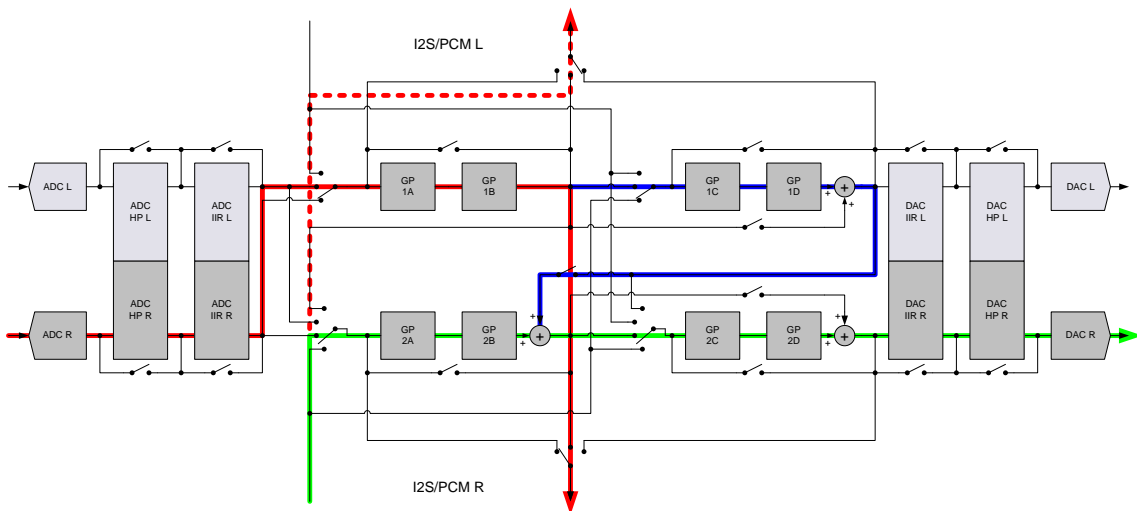 I2S/PCM L
ADC L
ADC
HP L
ADC
IIR L
GP
1A
GP
1B
GP
1C
GP
1D
+
+
+
DAC
IIR L
DAC
HP L
DAC L
ADC R
ADC
HP R
ADC
IIR R
GP
2A
GP
2B
+
+
+
GP
2C
GP
2D
+
+
+
DAC
IIR R
DAC
HP R
DAC R
I2S/PCM R